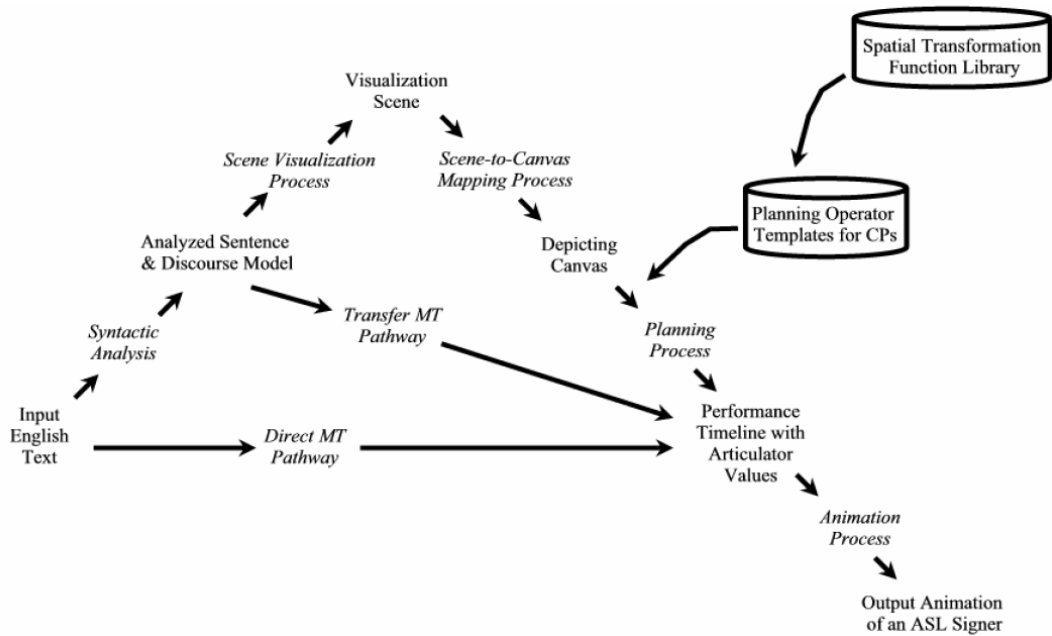 Spatial Transformation
Function Library
Visualization
Scene
Scene Visualization
Process
Scene-to-Canvas
Mapping Process
Planning Operator
Templates for CPs
Analyzed Sentence
& Discourse Model
Depicting
Canvas
Syntactic
Analysis
Transfer MT
Pathway
Planning
Process
Input
English
Text
Direct MT
Pathway
Performance
Timeline with
Articulator
Values
Animation
Process
Output Animation
of an ASL Signer